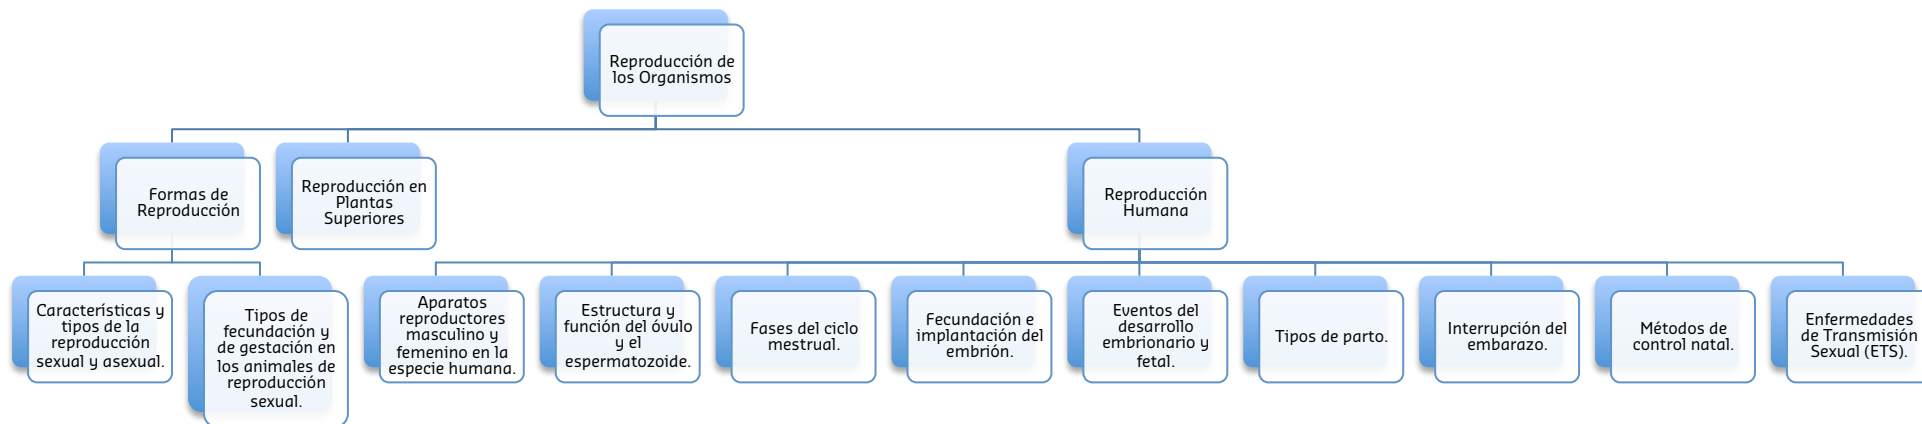 Reproducción de
los Organismos
Formas de
Reproducción
Reproducción en
Plantas
Superiores
Reproducción
Humana
Características y
tipos de la
reproducción
sexual y asexual.
Tipos de
fecundación y
de gestación en
los animales de
reproducción
sexual.
Aparatos
reproductores
masculino y
femenino en la
especie humana.
Estructura y
función del óvulo
y el
espermatozoide.
Fases del ciclo
mestrual.
Fecundación e
implantación del
embrión.
Eventos del
desarrollo
embrionario y
fetal.
Tipos de parto.
Interrupción del
embarazo.
Métodos de
control natal.
Enfermedades
de Transmisión
Sexual (ETS).